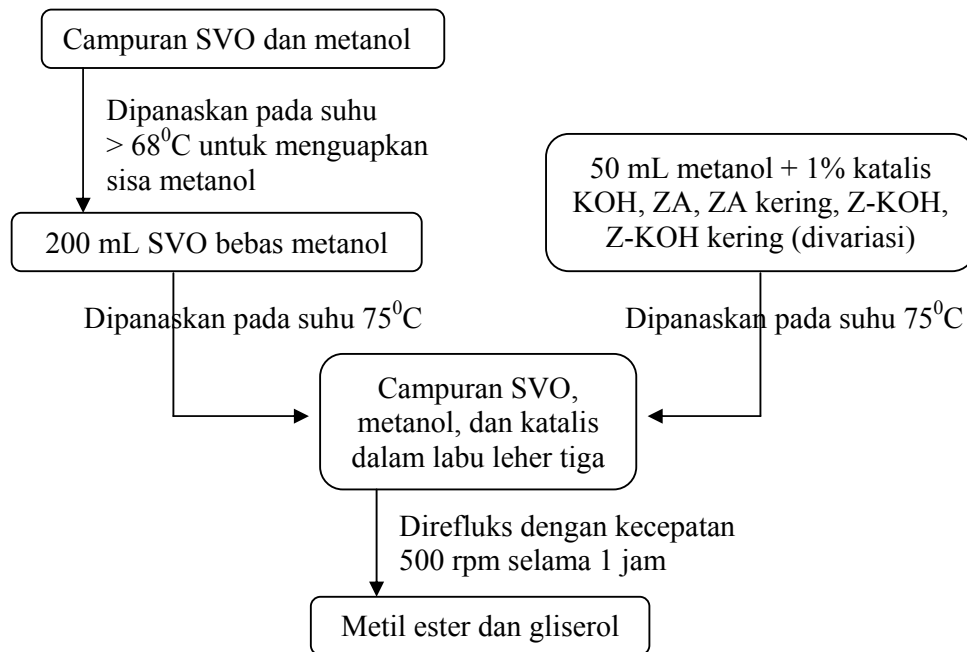 Campuran SVO dan metanol
Dipanaskan pada suhu
> 68⁰C untuk menguapkan
sisa metanol
50 mL metanol + 1% katalis
KOH, ZA, ZA kering, Z-KOH,
Z-KOH kering (divariasi)
200 mL SVO bebas metanol
Dipanaskan pada suhu 75⁰C
Dipanaskan pada suhu 75⁰C
Campuran SVO,
metanol, dan katalis
dalam labu leher tiga
Direfluks dengan kecepatan
500 rpm selama 1 jam
Metil ester dan gliserol